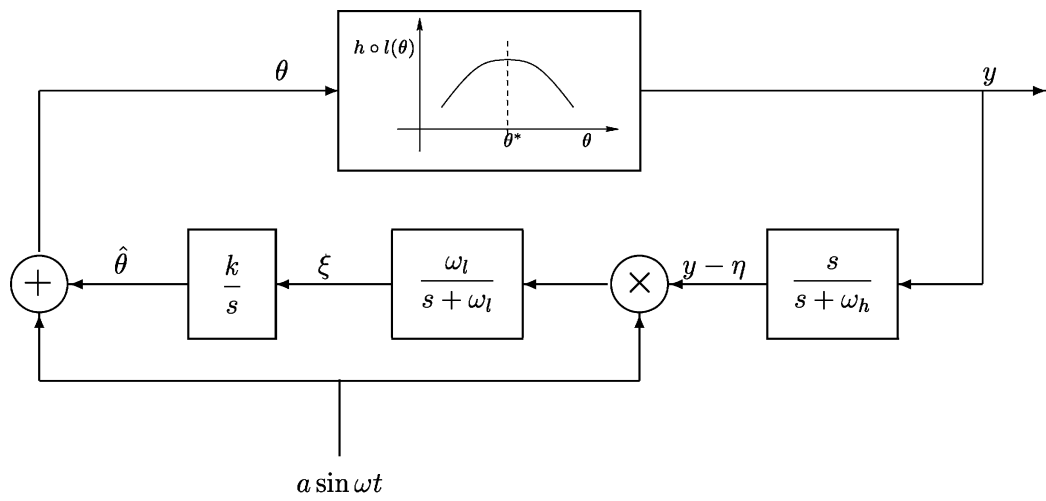 h ∘ l(θ)
θ*
θ
θ
y
θ̂
k
s
ξ
ω_l
s + ω_l
y − η
s
s + ω_h
+
×
a sin ωt